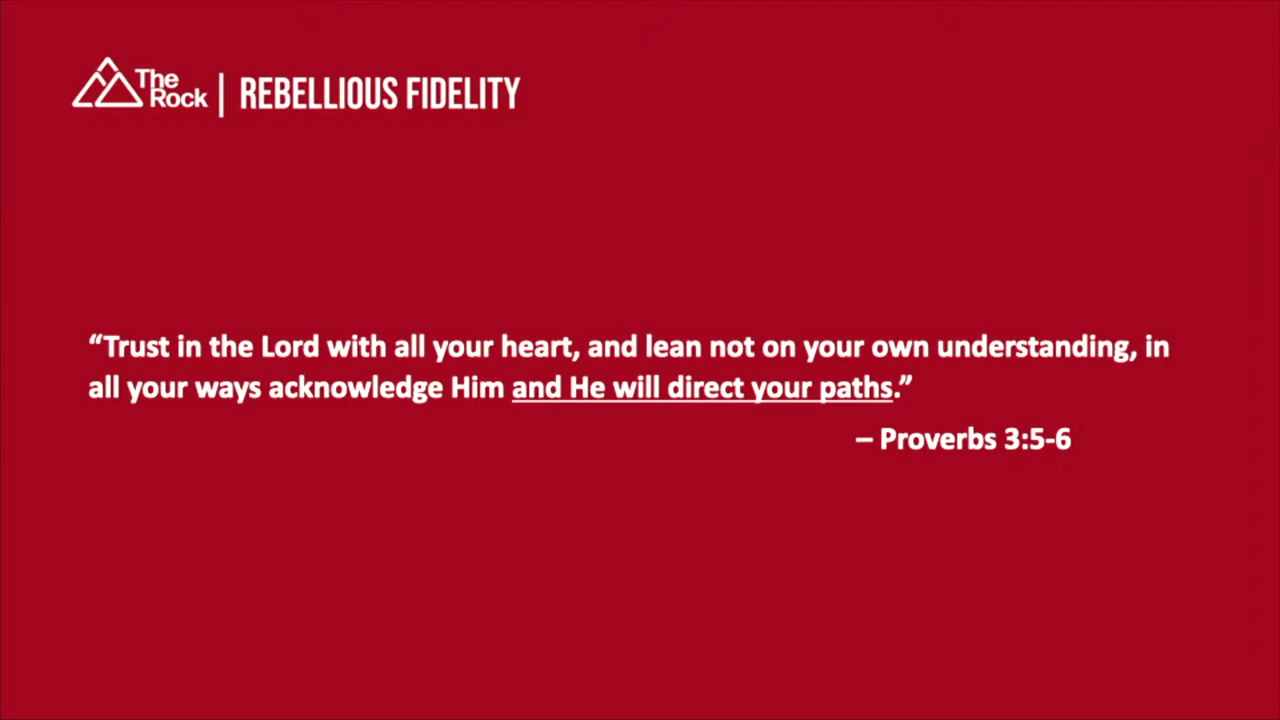 The
Rock | REBELLIOUS FIDELITY
“Trust in the Lord with all your heart, and lean not on your own understanding, in
all your ways acknowledge Him and He will direct your paths.”
– Proverbs 3:5-6